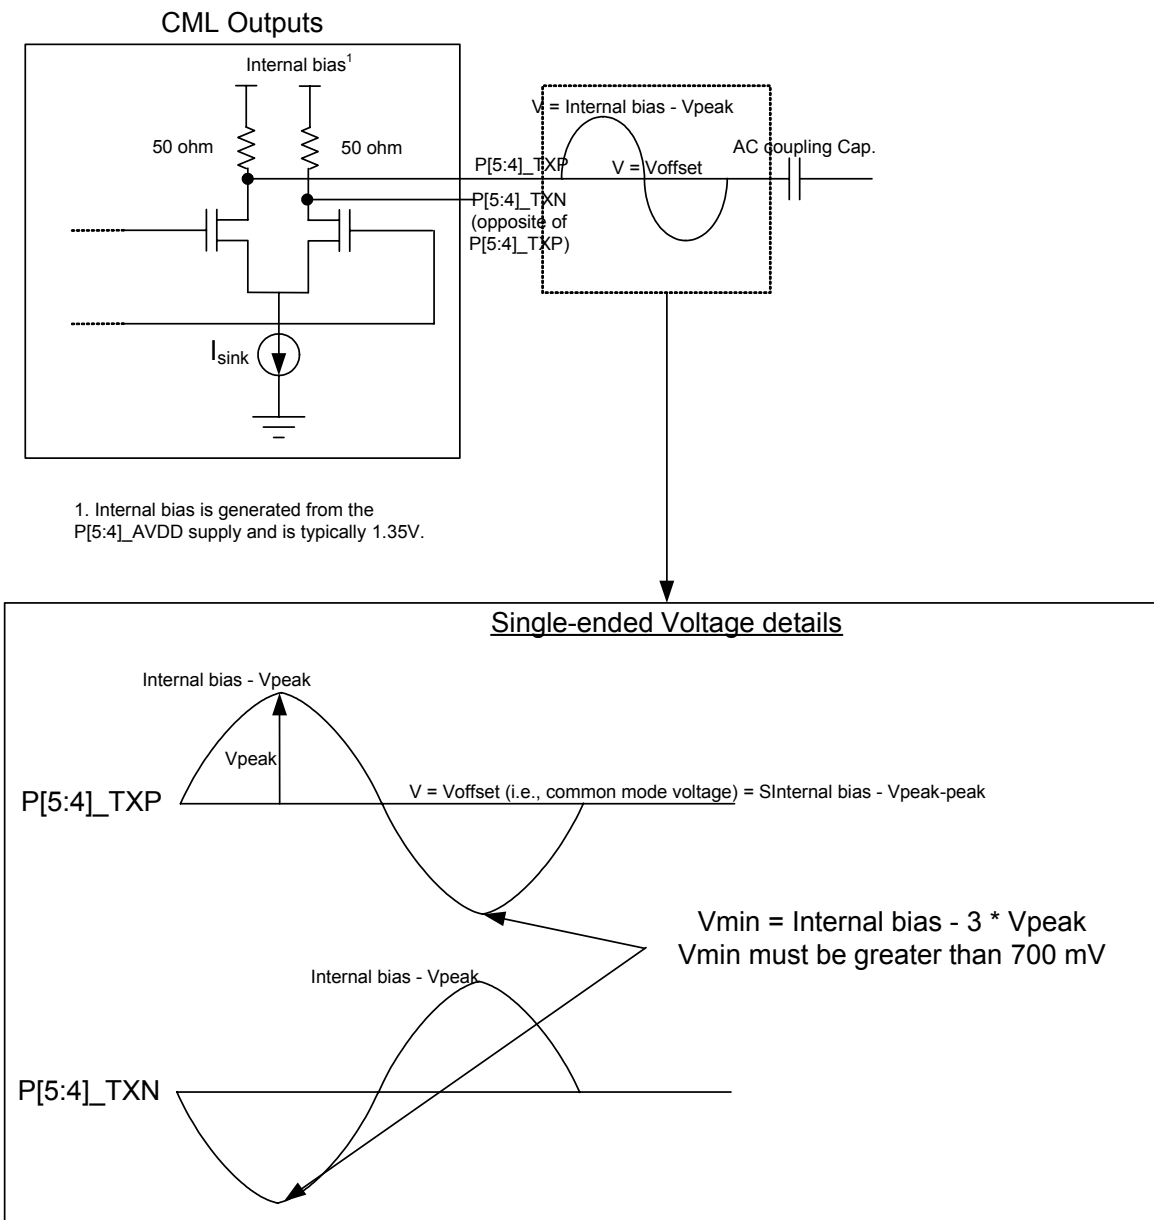 CML Outputs
Internal bias1
50 ohm
50 ohm
V = Internal bias - Vpeak
AC coupling Cap.
P[5:4]_TXP
V = Voffset
P[5:4]_TXN
(opposite of
P[5:4]_TXP)
Isink
1. Internal bias is generated from the
P[5:4]_AVDD supply and is typically 1.35V.
Single-ended Voltage details
Internal bias - Vpeak
Vpeak
P[5:4]_TXP
V = Voffset (i.e., common mode voltage) = SInternal bias - Vpeak-peak
Vmin = Internal bias - 3 * Vpeak
Vmin must be greater than 700 mV
Internal bias - Vpeak
P[5:4]_TXN